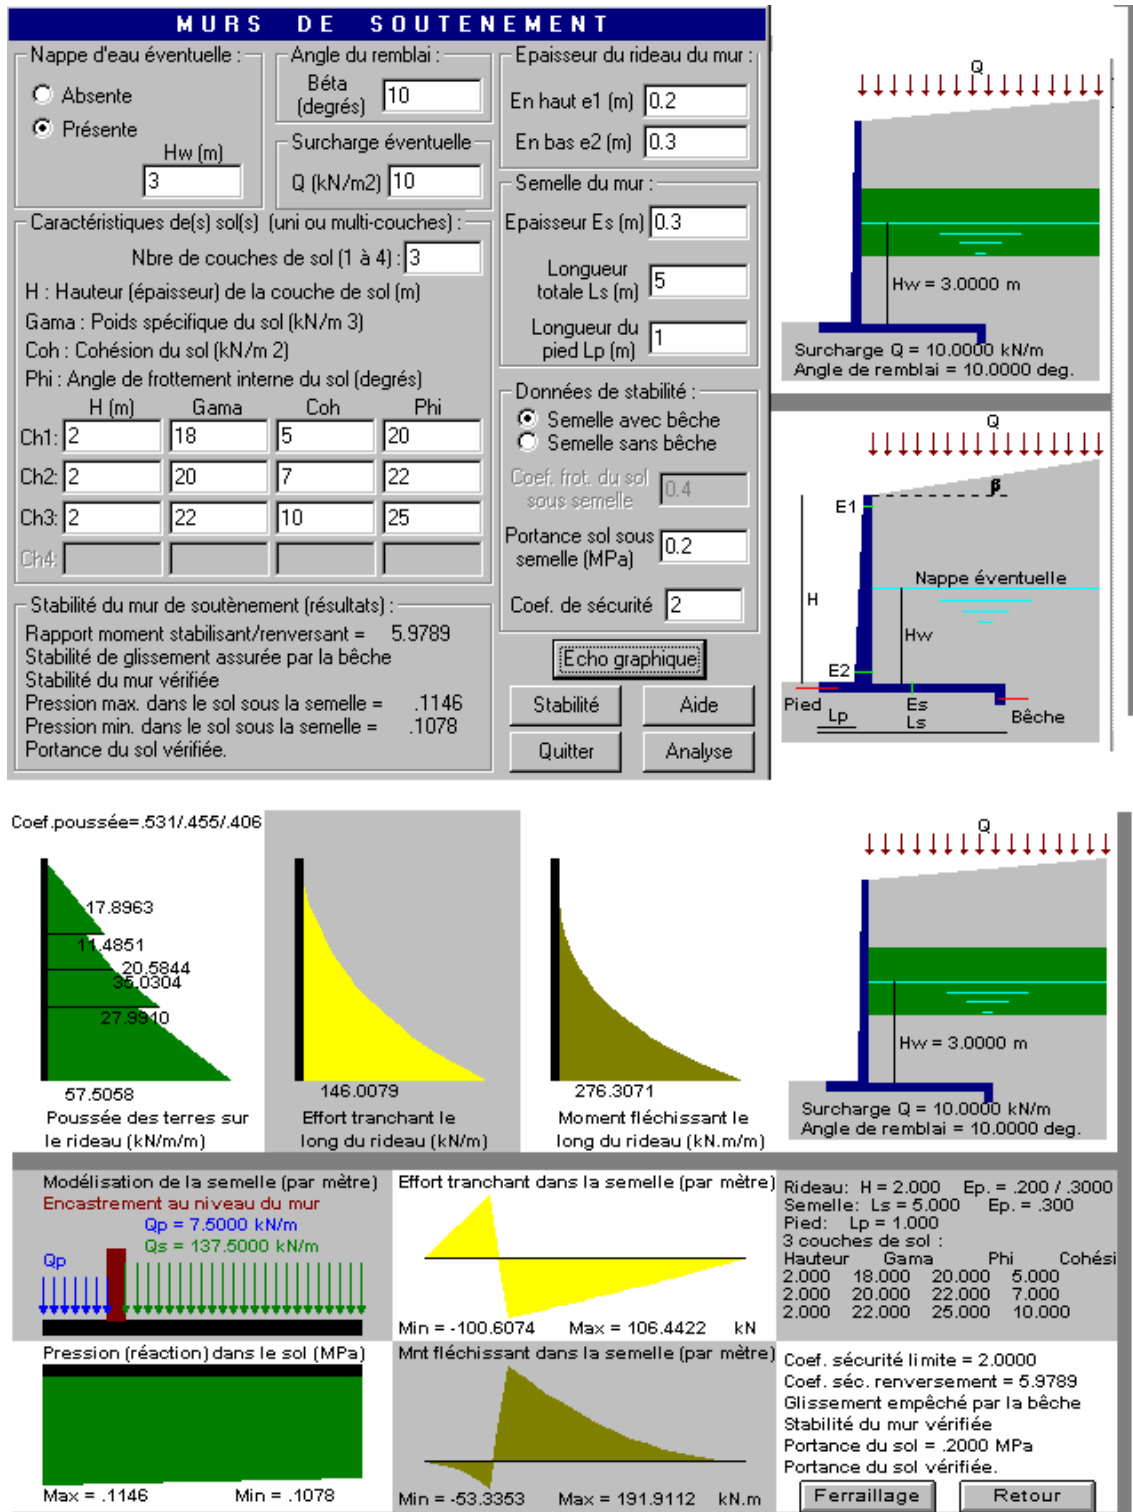 MURS DE SOUTENEMENT
Nappe d'eau éventuelle :
Absente
Présente
Hw (m)
3
Angle du remblai :
Béta (degrés)
10
Surcharge éventuelle
Q (kN/m2) 10
Epaisseur du rideau du mur :
En haut e1 (m) 0.2
En bas e2 (m) 0.3
Semelle du mur :
Epaisseur Es (m) 0.3
Longueur totale Ls (m) 5
Longueur du pied Lp (m) 1
Caractéristiques de(s) sol(s) (uni ou multi-couches) :
Nbre de couches de sol (1 à 4) : 3
H : Hauteur (épaisseur) de la couche de sol (m)
Gama : Poids spécifique du sol (kN/m 3)
Coh : Cohésion du sol (kN/m 2)
Phi : Angle de frottement interne du sol (degrés)
H (m) Gama Coh Phi
Ch1: 2 18 5 20
Ch2: 2 20 7 22
Ch3: 2 22 10 25
Ch4:
Données de stabilité :
Semelle avec bêche
Semelle sans bêche
Coef. frot. du sol sous semelle 0.4
Portance sol sous semelle (MPa) 0.2
Coef. de sécurité 2
Stabilité du mur de soutènement (résultats) :
Rapport moment stabilisant/renversant = 5.9789
Stabilité de glissement assurée par la bêche
Stabilité du mur vérifiée
Pression max. dans le sol sous la semelle = .1146
Pression min. dans le sol sous la semelle = .1078
Portance du sol vérifiée.
Echo graphique
Stabilité Aide
Quitter Analyse
Q
Hw = 3.0000 m
Surcharge Q = 10.0000 kN/m
Angle de remblai = 10.0000 deg.
Q
β
E1
Nappe éventuelle
H
Hw
E2
Pied
Lp
Es
Ls
Bêche
Coef.poussée=.531/.455/.406
17.8963
11.4851
20.5844
35.0304
27.9910
57.5058
Poussée des terres sur
le rideau (kN/m/m)
146.0079
Effort tranchant le
long du rideau (kN/m)
276.3071
Moment fléchissant le
long du rideau (kN.m/m)
Q
Hw = 3.0000 m
Surcharge Q = 10.0000 kN/m
Angle de remblai = 10.0000 deg.
Modélisation de la semelle (par mètre)
Encastrement au niveau du mur
Qp = 7.5000 kN/m
Qs = 137.5000 kN/m
Qp
Effort tranchant dans la semelle (par mètre)
Min = -100.6074 Max = 106.4422 kN
Rideau: H = 2.000 Ep. = .200 / .3000
Semelle: Ls = 5.000 Ep. = .300
Pied: Lp = 1.000
3 couches de sol :
Hauteur Gama Phi Cohési
2.000 18.000 20.000 5.000
2.000 20.000 22.000 7.000
2.000 22.000 25.000 10.000
Pression (réaction) dans le sol (MPa)
Max = .1146 Min = .1078
Mnt fléchissant dans la semelle (par mètre)
Min = -53.3353 Max = 191.9112 kN.m
Coef. sécurité limite = 2.0000
Coef. séc. renversement = 5.9789
Glissement empêché par la bêche
Stabilité du mur vérifiée
Portance du sol = .2000 MPa
Portance du sol vérifiée.
Ferraillage Retour